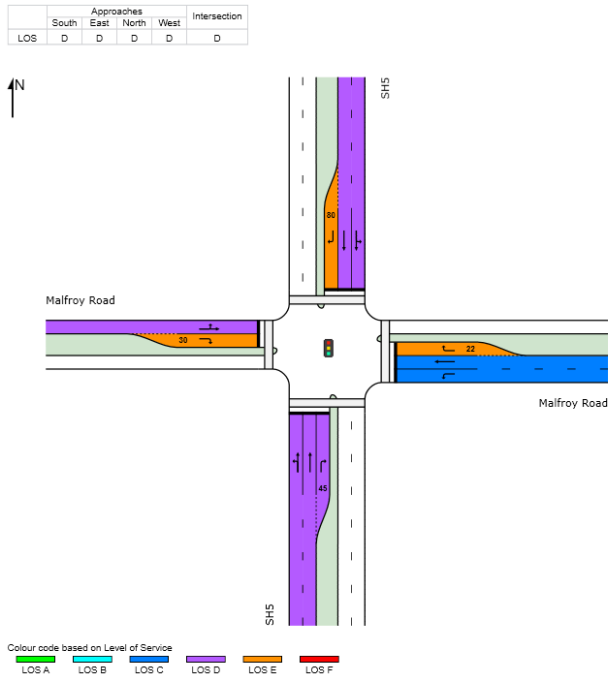 Approaches
Intersection
South East North West
LOS D D D D D
N
SH5
80
Malfroy Road
30
22
Malfroy Road
45
SH5
Colour code based on Level of Service
LOS A LOS B LOS C LOS D LOS E LOS F